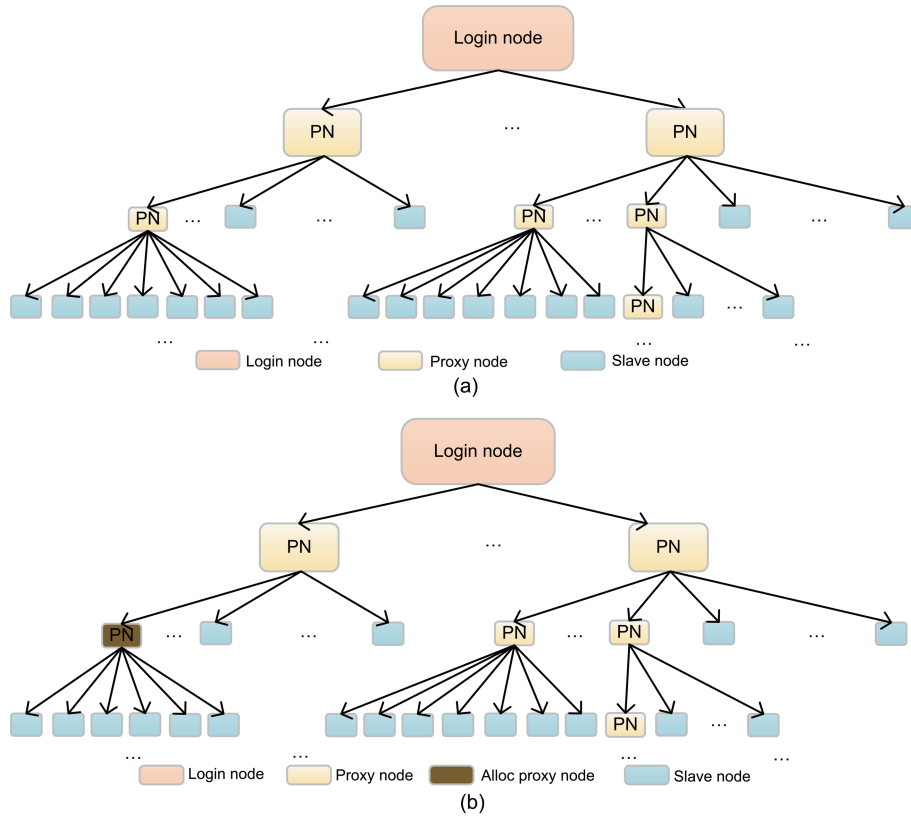 Login node
PN ... PN
PN ... ... PN ... PN ...
PN ...
... ... ... ...
Login node Proxy node Slave node
(a)
Login node
PN ... PN
PN ... ... PN ... PN ...
PN ...
... ... ... ...
Login node Proxy node Alloc proxy node Slave node
(b)